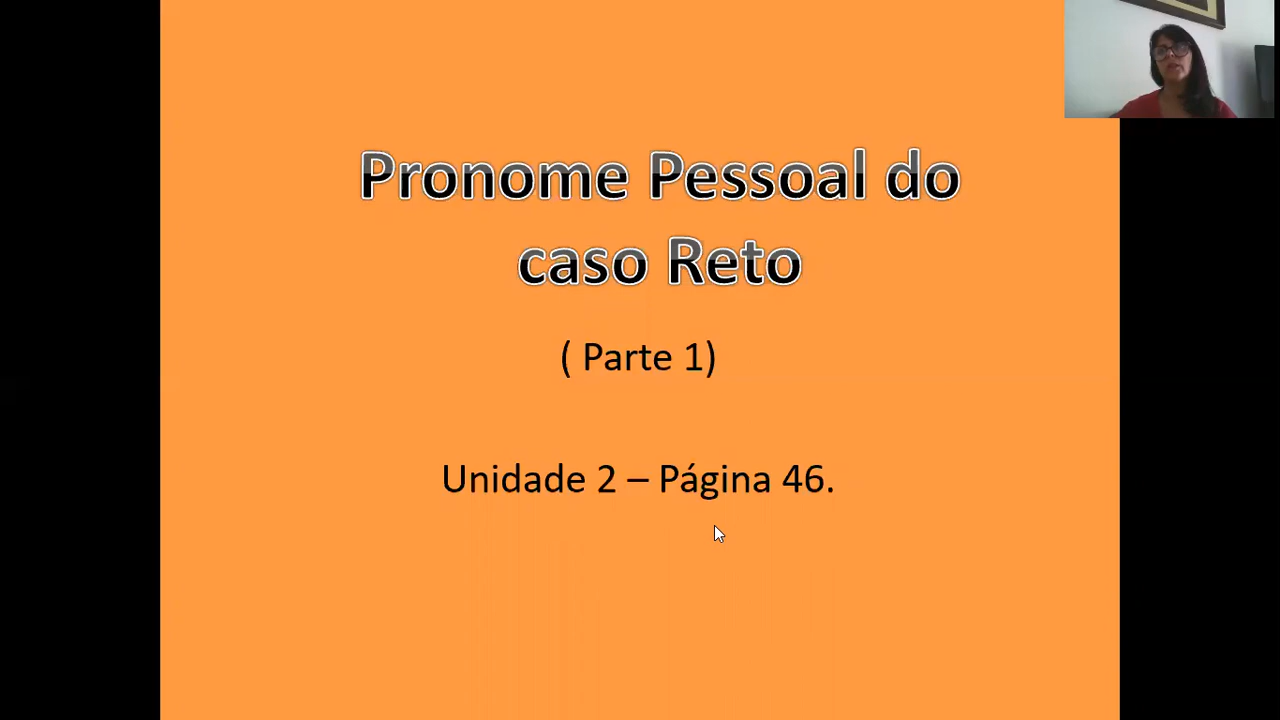 Pronome Pessoal do
caso Reto
( Parte 1)
Unidade 2 – Página 46.